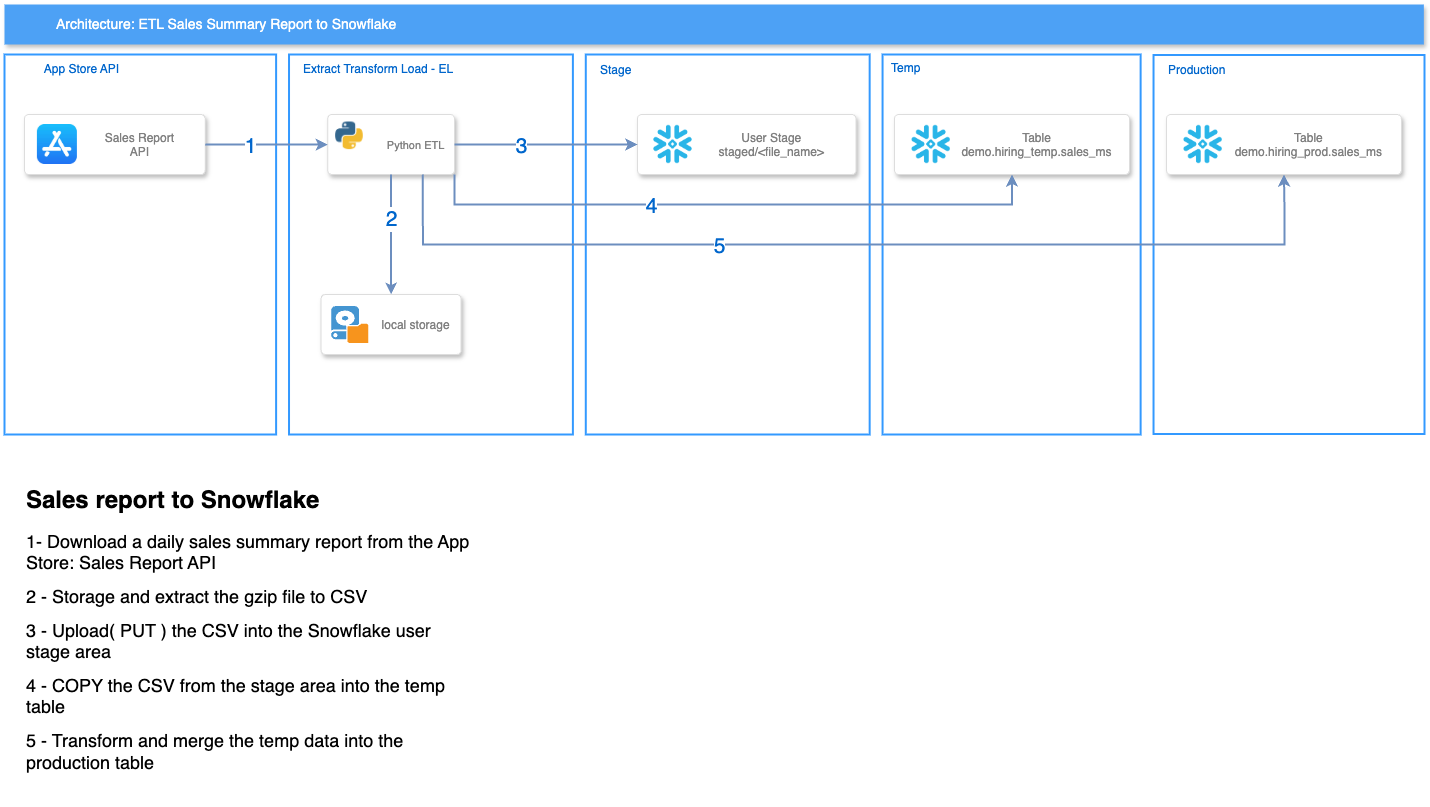 Architecture: ETL Sales Summary Report to Snowflake
App Store API
Extract Transform Load - EL
Stage
Temp
Production
Sales Report
API
1
Python ETL
3
User Stage
staged/<file_name>
Table
demo.hiring_temp.sales_ms
Table
demo.hiring_prod.sales_ms
2
4
5
local storage
Sales report to Snowflake
1- Download a daily sales summary report from the App
Store: Sales Report API
2 - Storage and extract the gzip file to CSV
3 - Upload( PUT ) the CSV into the Snowflake user
stage area
4 - COPY the CSV from the stage area into the temp
table
5 - Transform and merge the temp data into the
production table